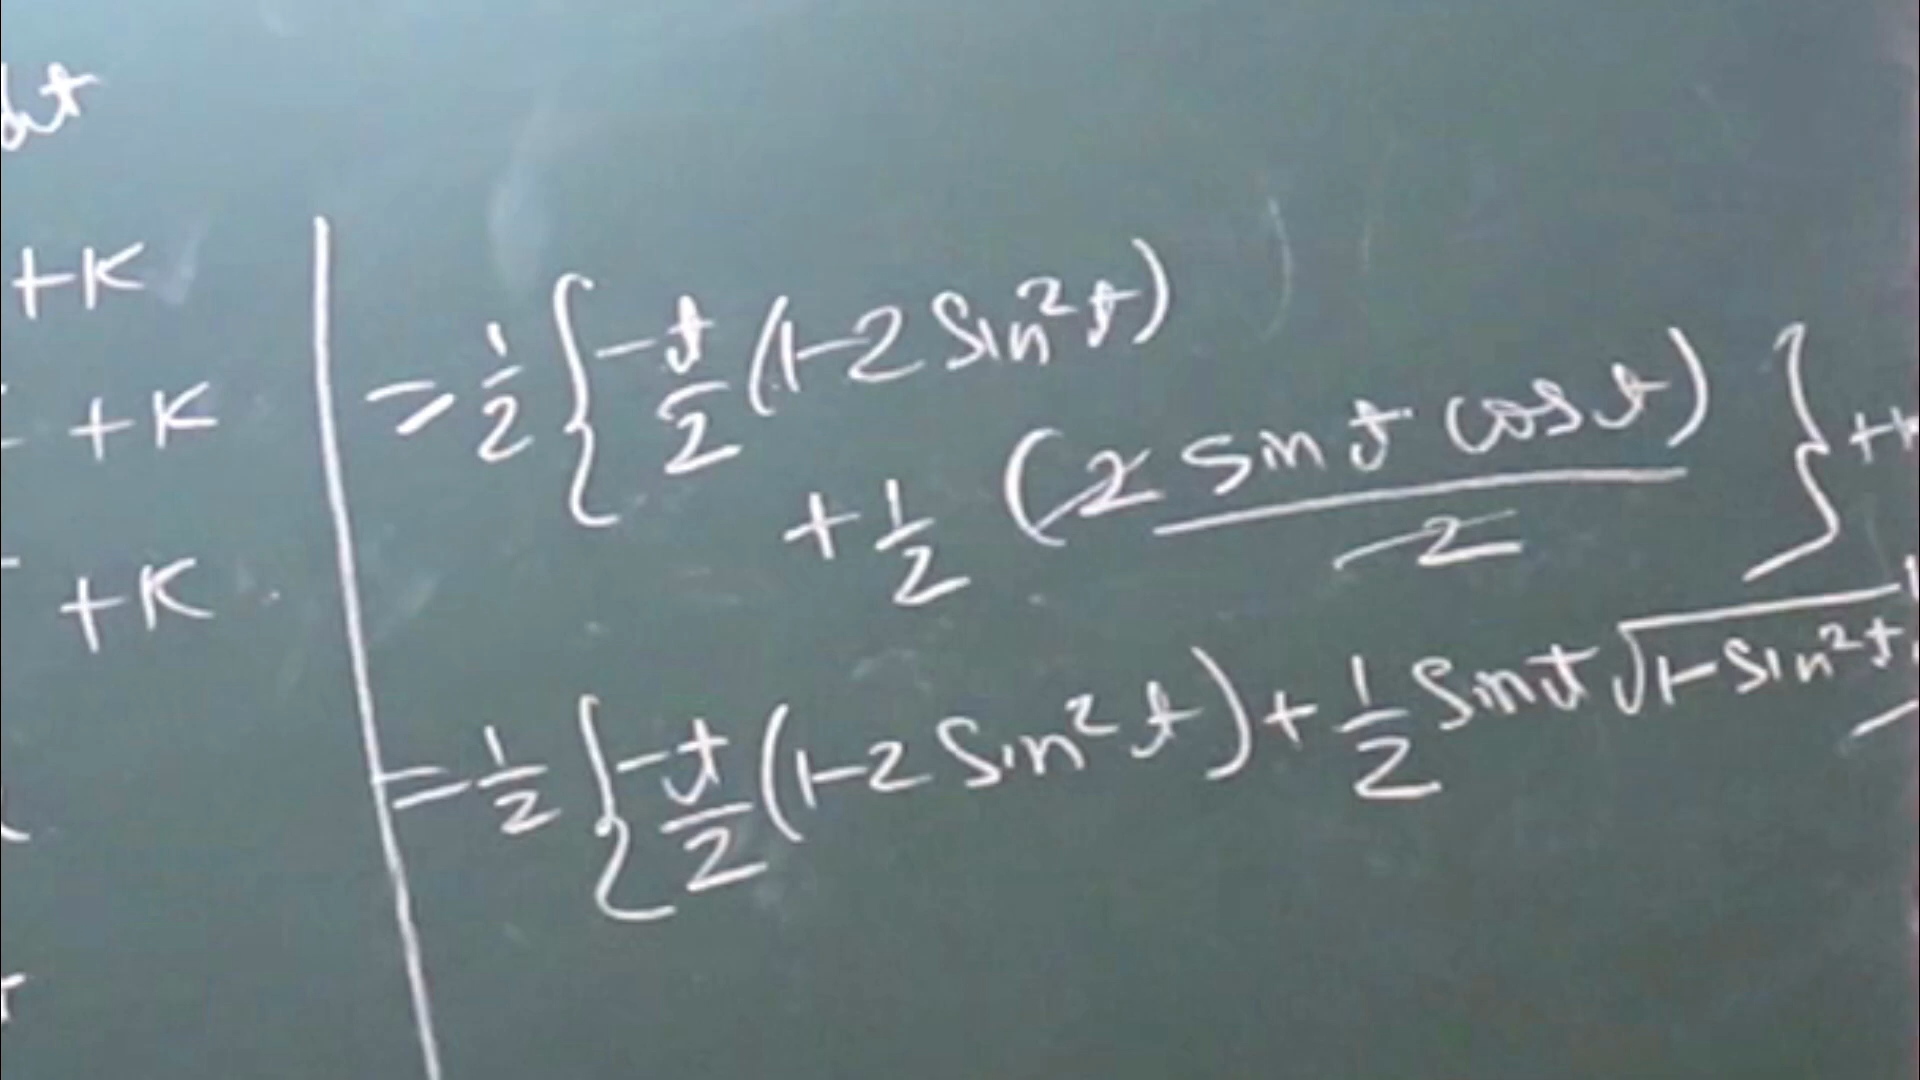 dt
+K
+K
+K
= 1/2 { -t/2 (1-2 Sin²t)
+ 1/2 (2 Sin t cos t)/2 } +K
= 1/2 { -t/2 (1-2 Sin²t) + 1/2 Sin t √1-Sin²t